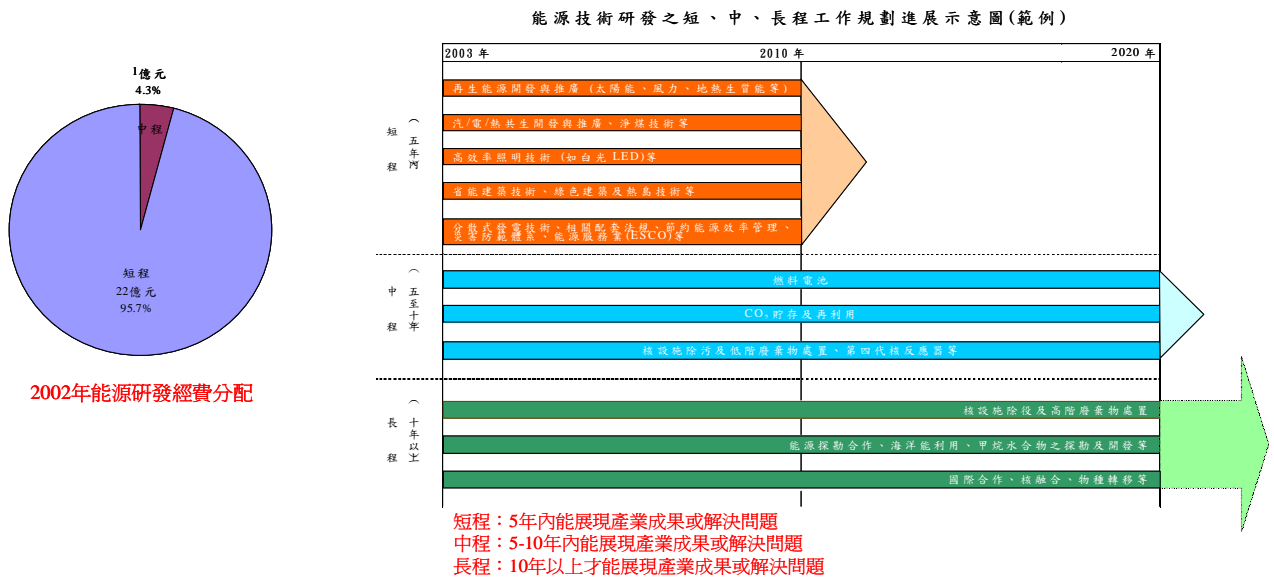 能源技術研發之短、中、長程工作規劃進展示意圖(範例)
1億元
4.3%
中程
短程
22億元
95.7%
2002年能源研發經費分配
2003 年
2010 年
2020 年
短程
(五年內)
再生能源開發與推廣 (太陽能、風力、地熱生質能等)
汽/電/熱共生開發與推廣、淨煤技術等
高效率照明技術 (如白光 LED)等
省能建築技術、綠色建築及熱島技術等
分散式發電技術、相關配套法規、節約能源效率管理、
災害防範體系、能源服務業(ESCO)等
中程
(五至十年
燃料電池
CO₂貯存及再利用
核設施除污及低階廢棄物處置、第四代核反應器等
長程
(十年以上
核設施除役及高階廢棄物處置
能源探勘合作、海洋能利用、甲烷水合物之探勘及開發等
國際合作、核融合、物種轉移等
短程：5年內能展現產業成果或解決問題
中程：5-10年內能展現產業成果或解決問題
長程：10年以上才能展現產業成果或解決問題